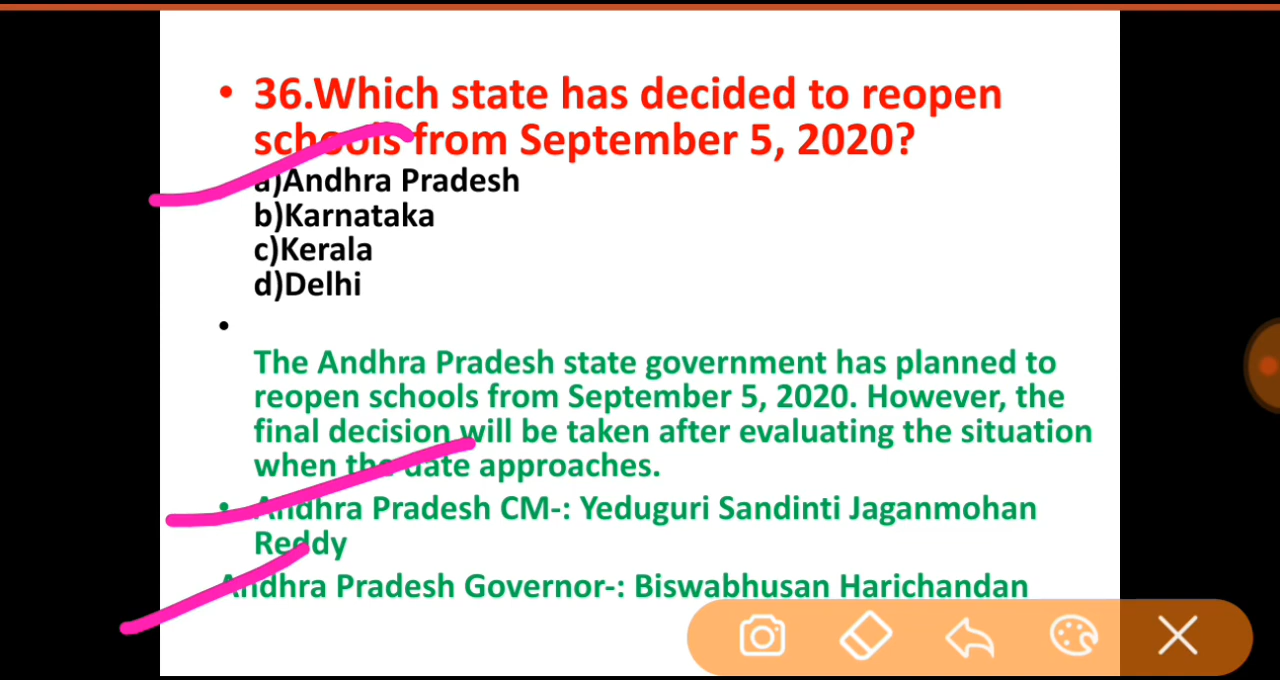 • 36.Which state has decided to reopen
schools from September 5, 2020?
a)Andhra Pradesh
b)Karnataka
c)Kerala
d)Delhi
•
The Andhra Pradesh state government has planned to
reopen schools from September 5, 2020. However, the
final decision will be taken after evaluating the situation
when the date approaches.
• Andhra Pradesh CM-: Yeduguri Sandinti Jaganmohan
Reddy
Andhra Pradesh Governor-: Biswabhusan Harichandan